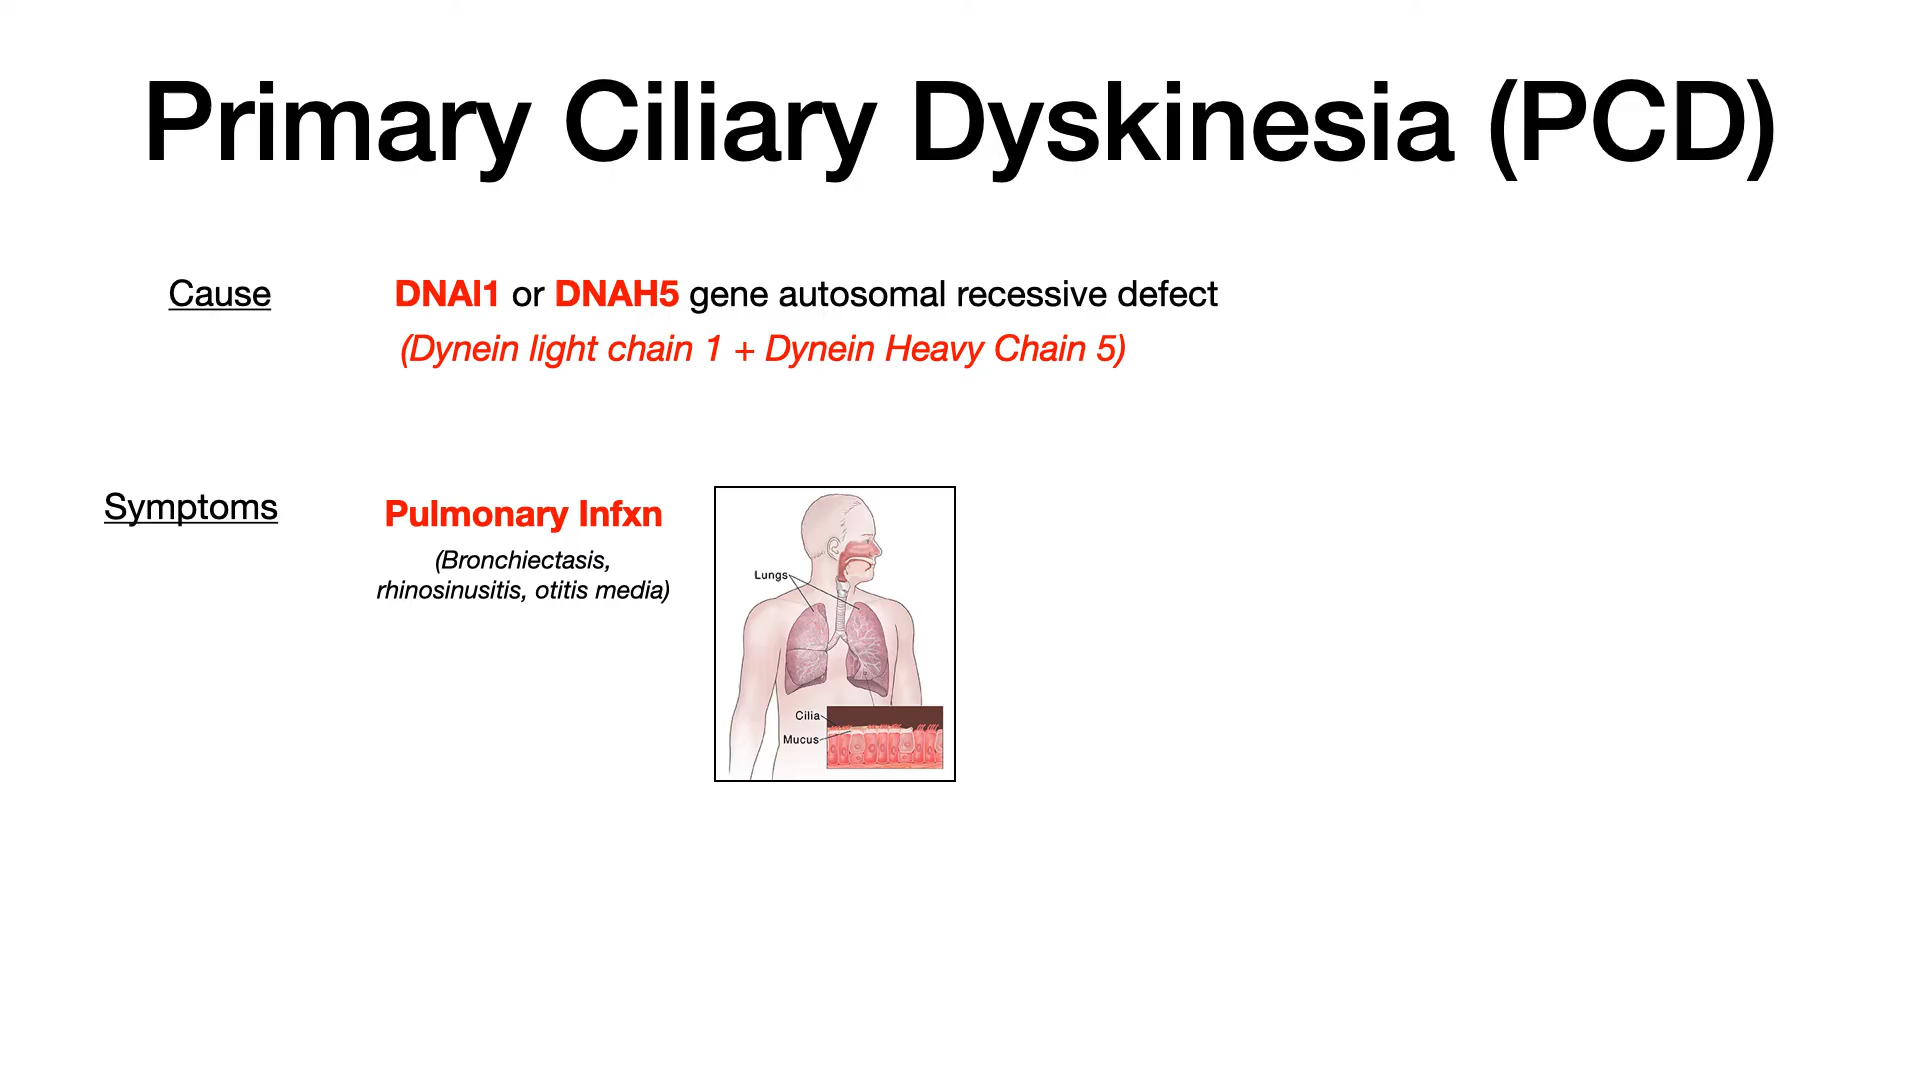 Primary Ciliary Dyskinesia (PCD)
Cause
DNAI1 or DNAH5 gene autosomal recessive defect
(Dynein light chain 1 + Dynein Heavy Chain 5)
Symptoms
Pulmonary Infxn
(Bronchiectasis,
rhinosinusitis, otitis media)
Lungs
Cilia
Mucus